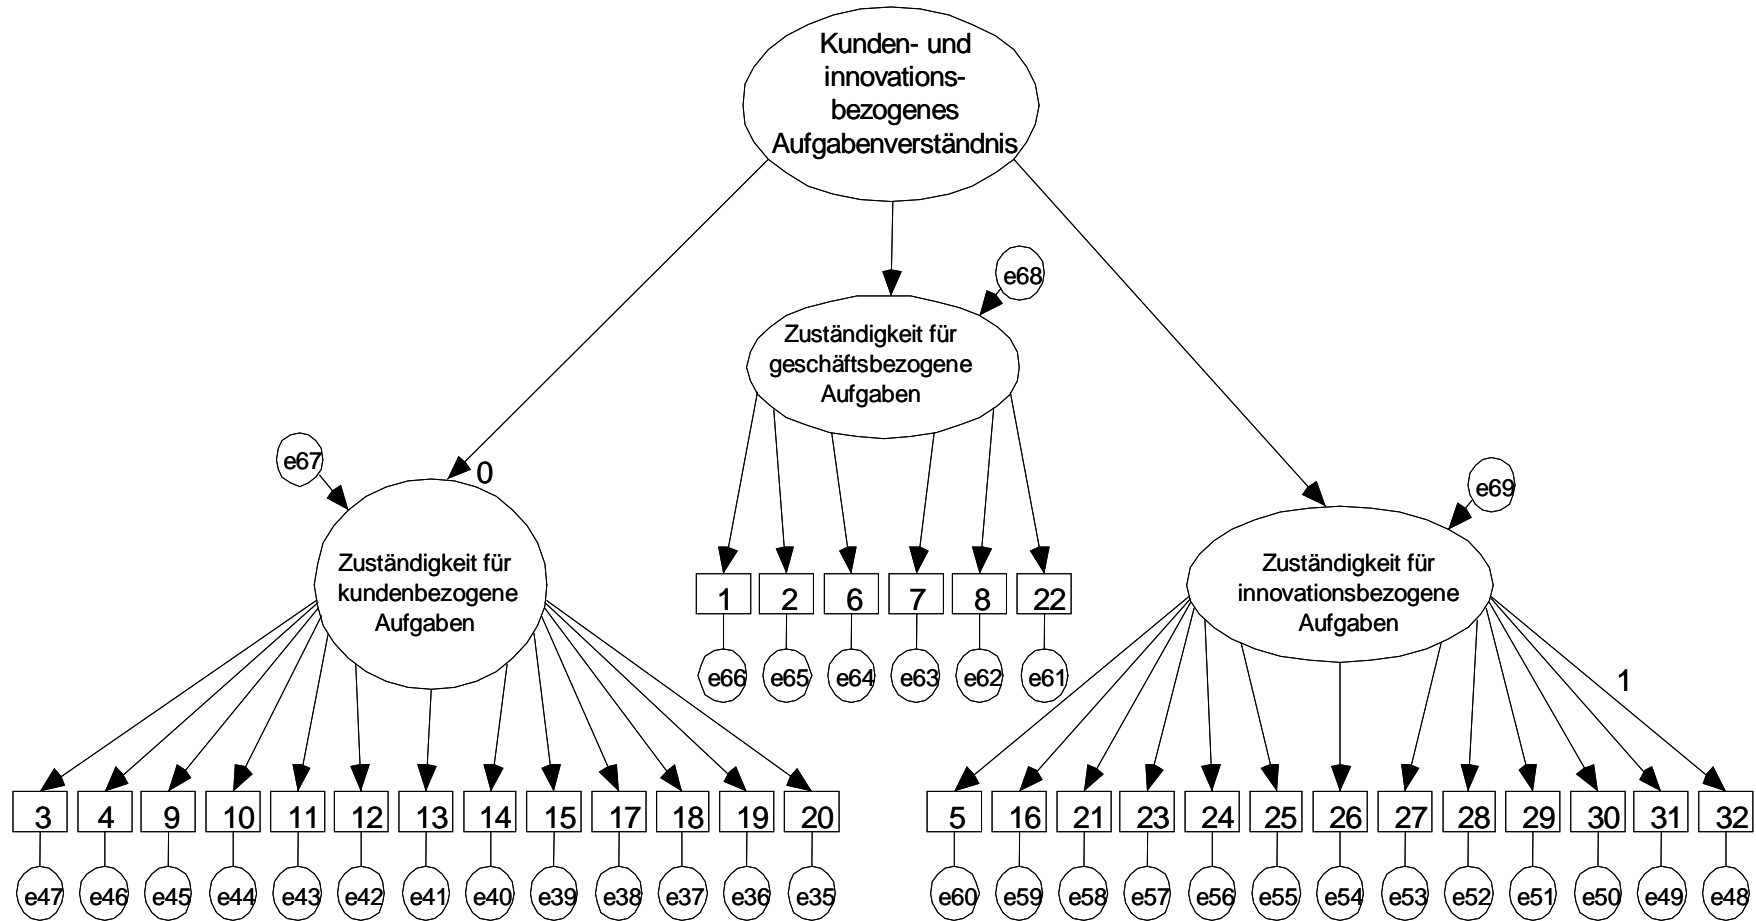 Kunden- und
innovations-
bezogenes
Aufgabenverständnis
e68
Zuständigkeit für
geschäftsbezogene
Aufgaben
e67
0
e69
Zuständigkeit für
kundenbezogene
Aufgaben
Zuständigkeit für
innovationsbezogene
Aufgaben
1 2 6 7 8 22
e66 e65 e64 e63 e62 e61
1
3 4 9 10 11 12 13 14 15 17 18 19 20
5 16 21 23 24 25 26 27 28 29 30 31 32
e47 e46 e45 e44 e43 e42 e41 e40 e39 e38 e37 e36 e35
e60 e59 e58 e57 e56 e55 e54 e53 e52 e51 e50 e49 e48